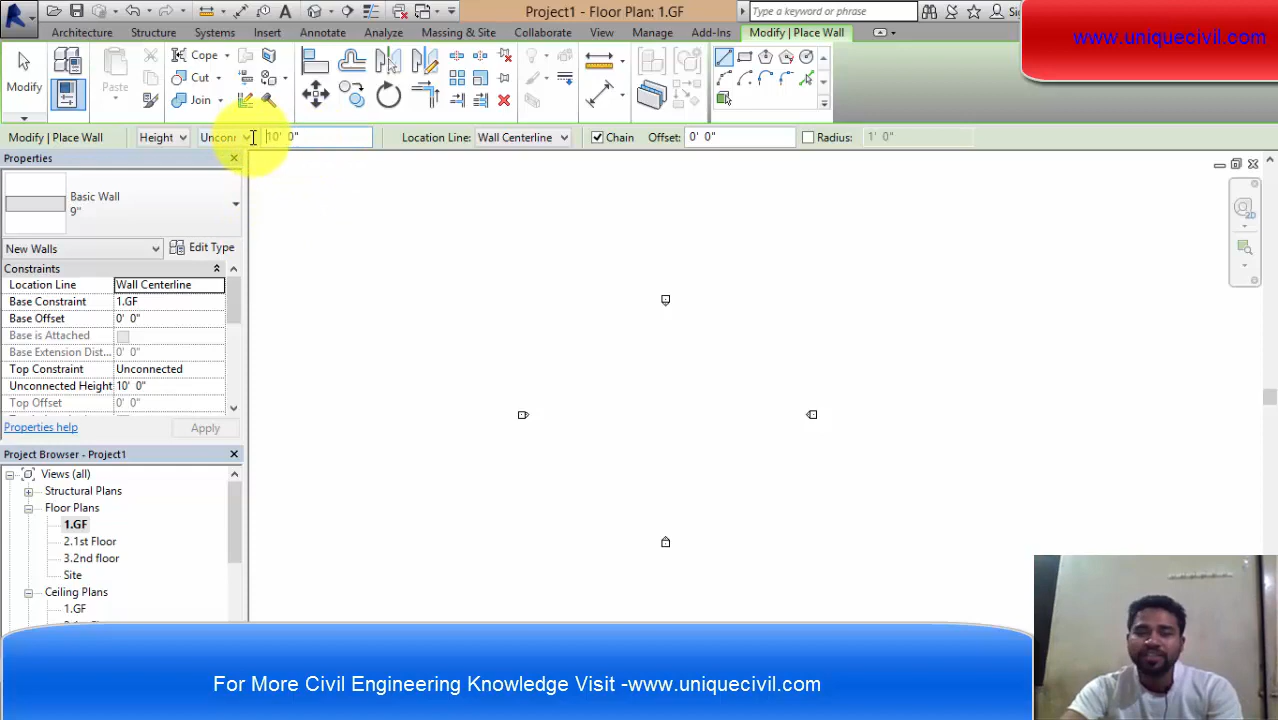 Project1 - Floor Plan: 1.GF
Type a keyword or phrase
www.uniquecivil.com
Architecture Structure Systems Insert Annotate Analyze Massing & Site Collaborate View Manage Add-Ins Modify | Place Wall
Modify
Paste
Cope
Cut
Join
Modify | Place Wall Height 10' 0" Location Line: Wall Centerline Chain Offset: 0' 0" Radius: 1' 0"
Properties
Basic Wall
9"
New Walls Edit Type
Constraints
Location Line Wall Centerline
Base Constraint 1.GF
Base Offset 0' 0"
Base is Attached
Base Extension Dist...
0' 0"
Top Constraint Unconnected
Unconnected Height 10' 0"
Top Offset 0' 0"
Properties help Apply
Project Browser - Project1
Views (all)
Structural Plans
Floor Plans
1.GF
2.1st Floor
3.2nd floor
Site
Ceiling Plans
1.GF
2D
For More Civil Engineering Knowledge Visit -www.uniquecivil.com